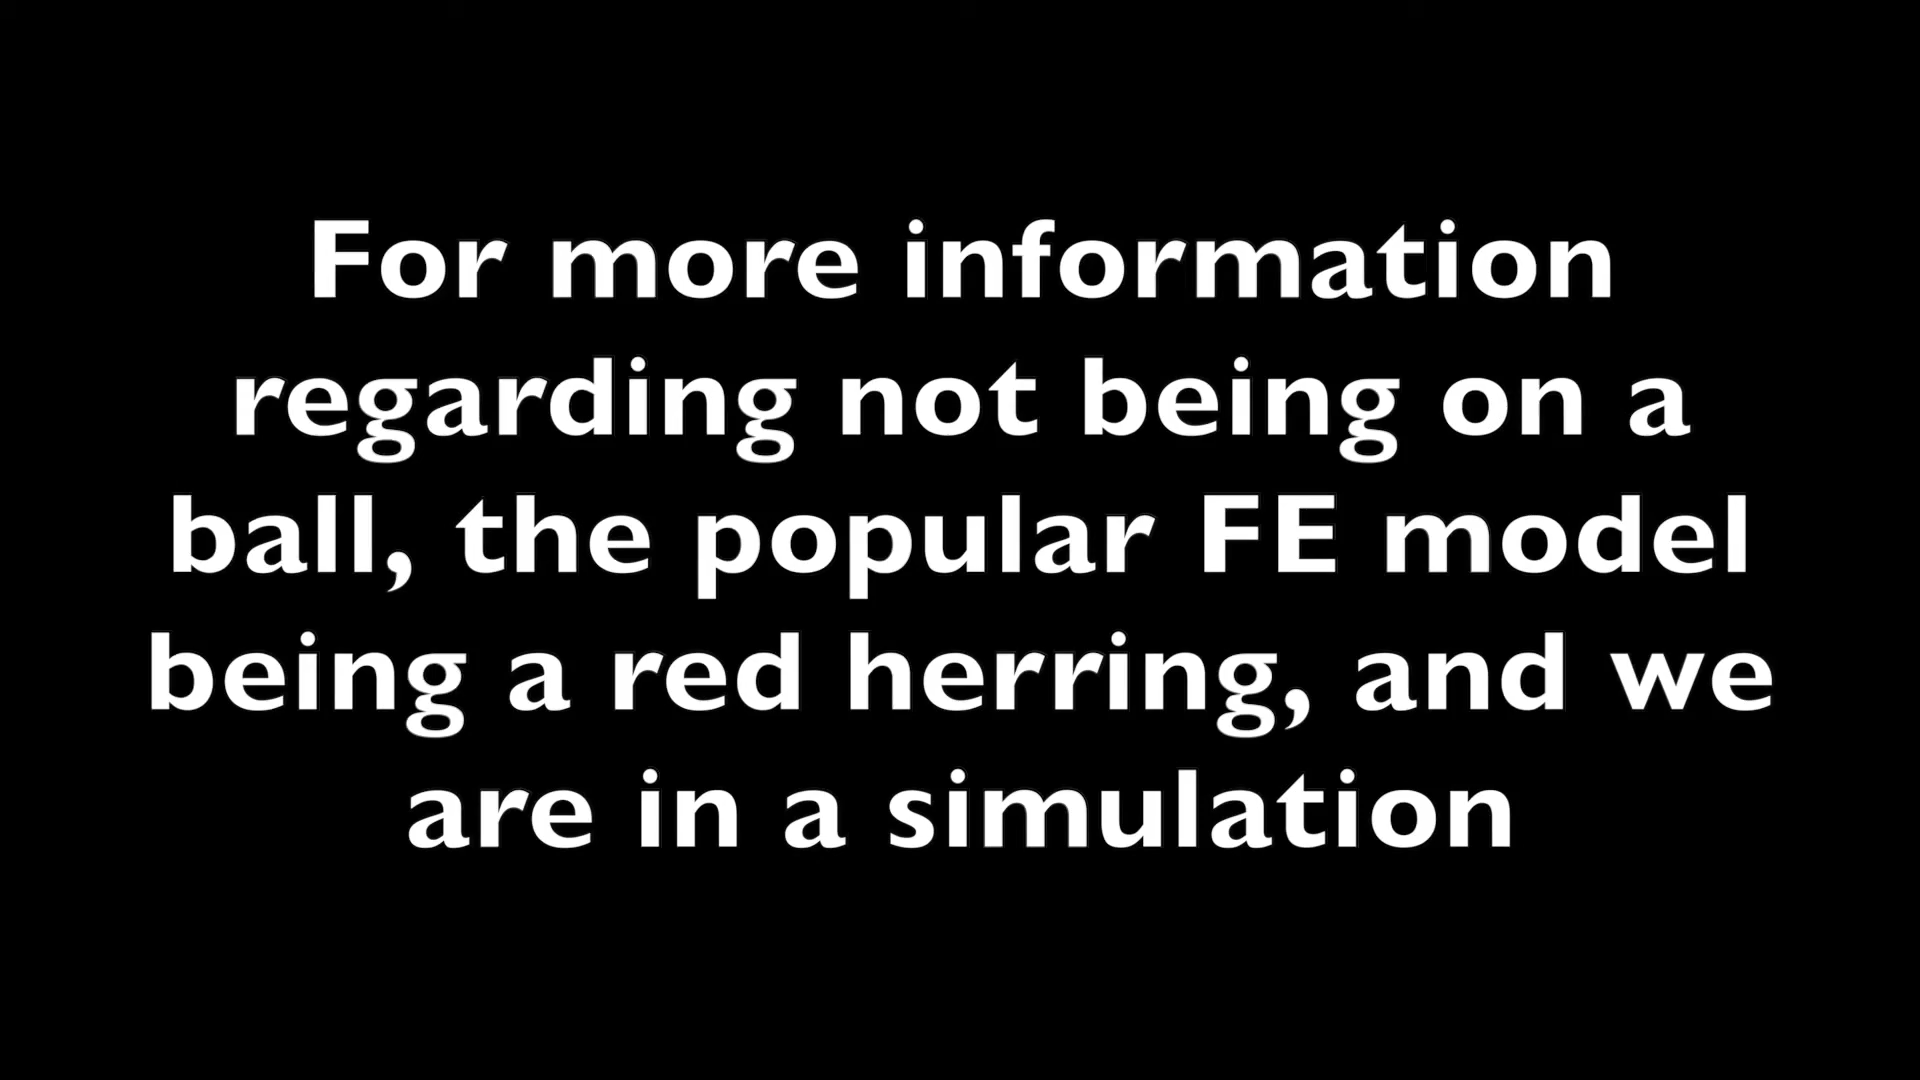 For more information
regarding not being on a
ball, the popular FE model
being a red herring, and we
are in a simulation